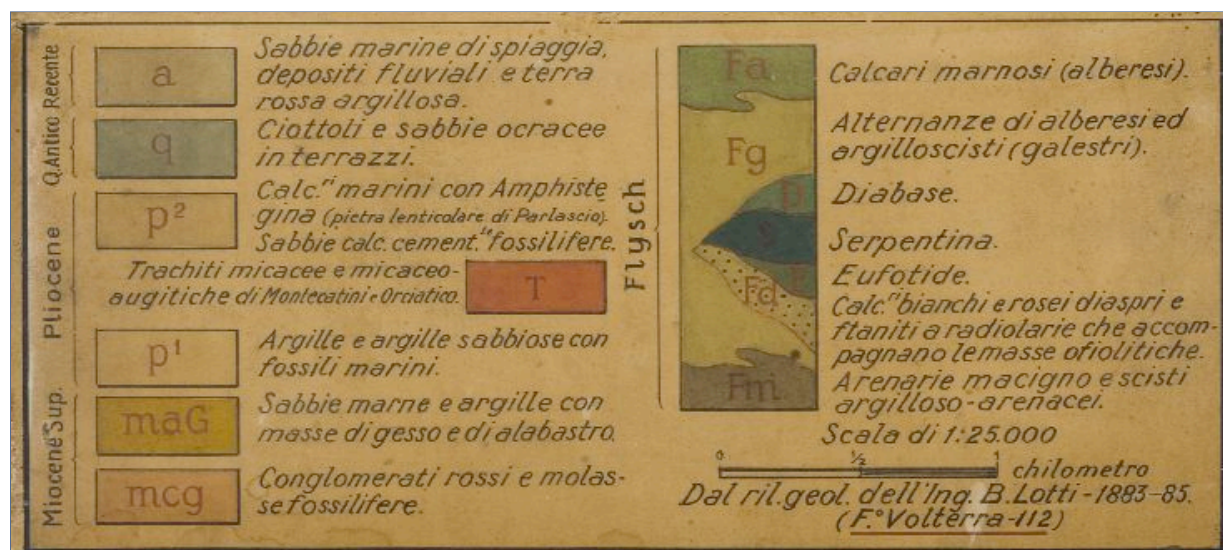 Recente
a
Sabbie marine di spiaggia,
depositi fluviali e terra
rossa argillosa.
Q.Antico
q
Ciottoli e sabbie ocracee
in terrazzi.
Pliocene
p²
Calc.ri marini con Amphiste
gina (pietra lenticolare di Parlascio).
Sabbie calc. cement.te fossilifere.
Trachiti micacee e micaceo-
augitiche di Montecatini e Orciatico.
T
p¹
Argille e argille sabbiose con
fossili marini.
Miocene Sup.
maG
Sabbie marne e argille con
masse di gesso e di alabastro.
mcg
Conglomerati rossi e molas-
se fossilifere.
Flysch
Fa
Calcari marnosi (alberesi).
Fg
Alternanze di alberesi ed
argilloscisti (galestri).
Diabase.
Serpentina.
Eufotide.
Fd
Calc.ri bianchi e rosei diaspri e
ftaniti a radiolarie che accom-
pagnano le masse ofiolitiche.
Fm
Arenarie macigno e scisti
argilloso-arenacei.
Scala di 1:25.000
0 ½ 1
chilometro
Dal ril. geol. dell'Ing. B. Lotti - 1883-85.
(F.º Volterra-112)